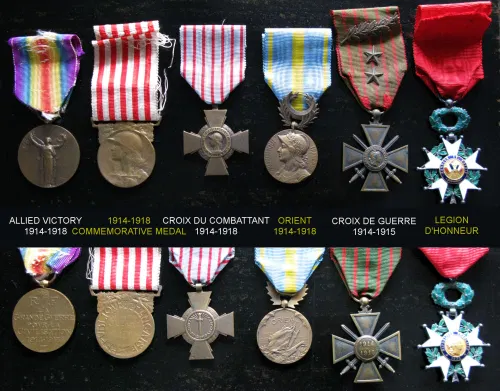 ALLIED VICTORY
1914-1918
1914-1918
COMMEMORATIVE MEDAL
CROIX DU COMBATTANT
1914-1918
ORIENT
1914-1918
CROIX DE GUERRE
1914-1915
LEGION
D'HONNEUR